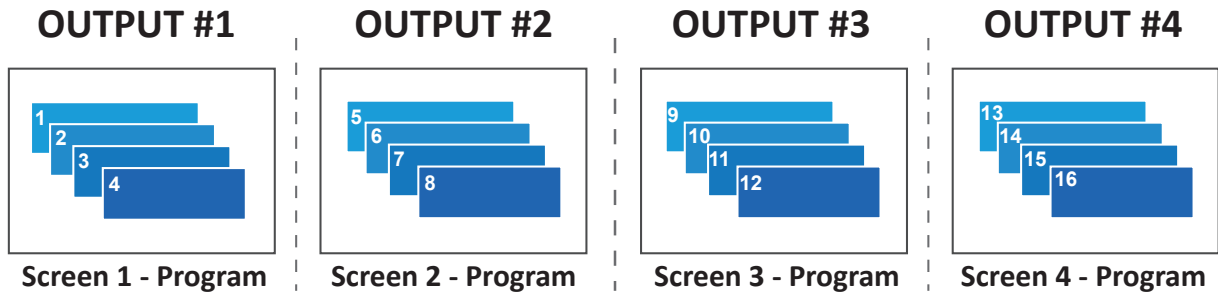 OUTPUT #1
OUTPUT #2
OUTPUT #3
OUTPUT #4
1
2
3
4
5
6
7
8
9
10
11
12
13
14
15
16
Screen 1 - Program
Screen 2 - Program
Screen 3 - Program
Screen 4 - Program